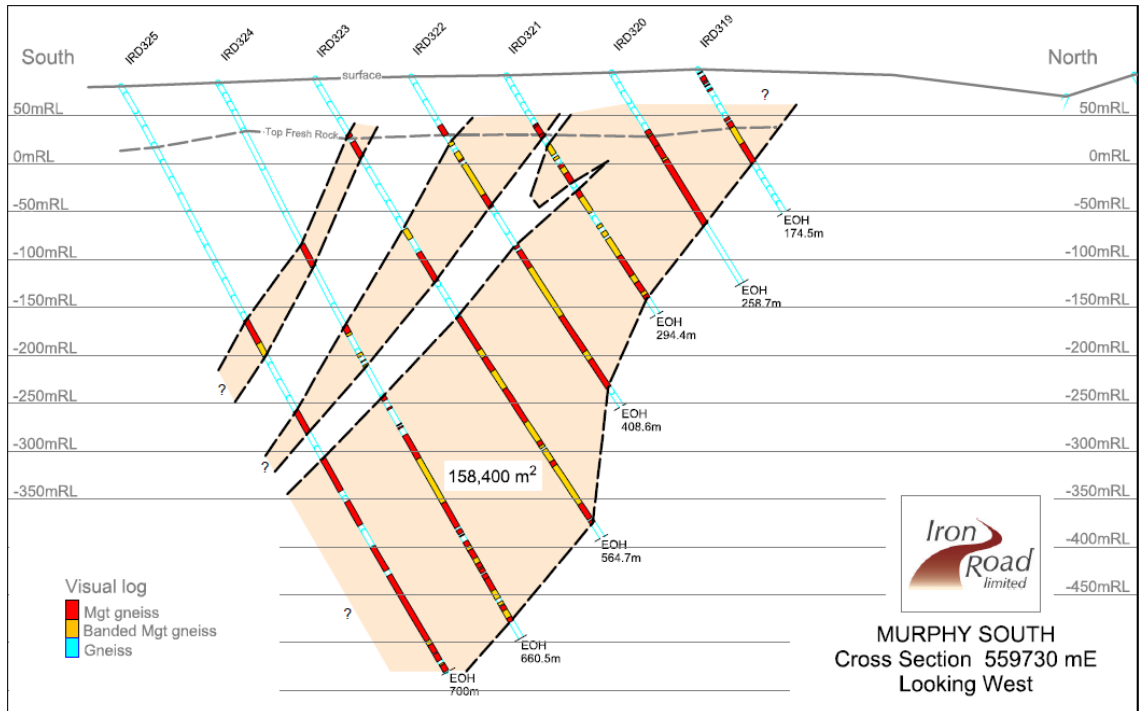 IRD325
IRD324
IRD323
IRD322
IRD321
IRD320
IRD319
South
North
surface
Top Fresh Rock
50mRL
50mRL
0mRL
0mRL
-50mRL
-50mRL
-100mRL
-100mRL
-150mRL
-150mRL
-200mRL
-200mRL
-250mRL
-250mRL
-300mRL
-300mRL
-350mRL
-350mRL
-400mRL
-450mRL
?
?
?
?
EOH
174.5m
EOH
258.7m
EOH
294.4m
EOH
408.6m
EOH
564.7m
EOH
660.5m
EOH
700m
158,400 m²
Visual log
Mgt gneiss
Banded Mgt gneiss
Gneiss
Iron
Road
limited
MURPHY SOUTH
Cross Section 559730 mE
Looking West